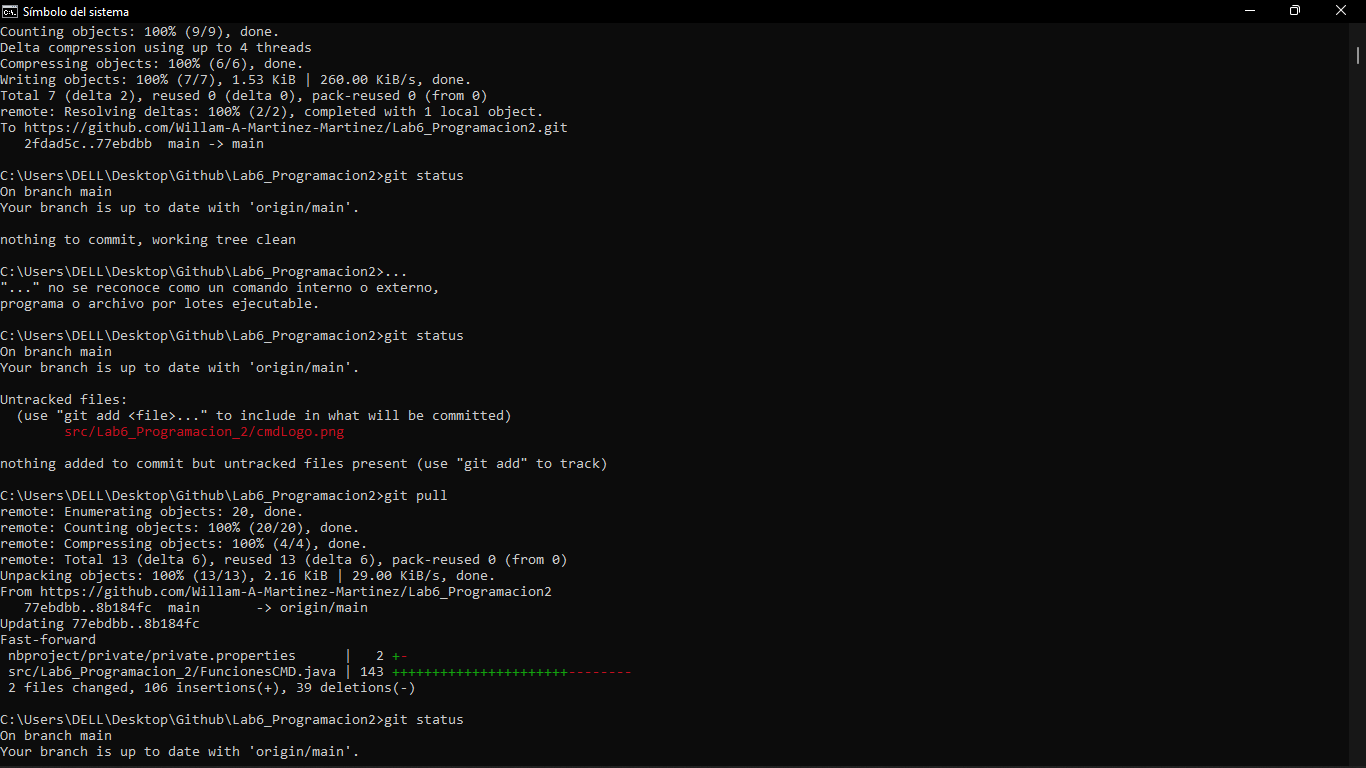 Símbolo del sistema
Counting objects: 100% (9/9), done.
Delta compression using up to 4 threads
Compressing objects: 100% (6/6), done.
Writing objects: 100% (7/7), 1.53 KiB | 260.00 KiB/s, done.
Total 7 (delta 2), reused 0 (delta 0), pack-reused 0 (from 0)
remote: Resolving deltas: 100% (2/2), completed with 1 local object.
To https://github.com/Willam-A-Martinez-Martinez/Lab6_Programacion2.git
   2fdad5c..77ebdbb  main -> main

C:\Users\DELL\Desktop\Github\Lab6_Programacion2>git status
On branch main
Your branch is up to date with 'origin/main'.

nothing to commit, working tree clean

C:\Users\DELL\Desktop\Github\Lab6_Programacion2>...
"..." no se reconoce como un comando interno o externo,
programa o archivo por lotes ejecutable.

C:\Users\DELL\Desktop\Github\Lab6_Programacion2>git status
On branch main
Your branch is up to date with 'origin/main'.

Untracked files:
  (use "git add <file>..." to include in what will be committed)
        src/Lab6_Programacion_2/cmdLogo.png

nothing added to commit but untracked files present (use "git add" to track)

C:\Users\DELL\Desktop\Github\Lab6_Programacion2>git pull
remote: Enumerating objects: 20, done.
remote: Counting objects: 100% (20/20), done.
remote: Compressing objects: 100% (4/4), done.
remote: Total 13 (delta 6), reused 13 (delta 6), pack-reused 0 (from 0)
Unpacking objects: 100% (13/13), 2.16 KiB | 29.00 KiB/s, done.
From https://github.com/Willam-A-Martinez-Martinez/Lab6_Programacion2
   77ebdbb..8b184fc  main       -> origin/main
Updating 77ebdbb..8b184fc
Fast-forward
 nbproject/private/private.properties      |   2 +-
 src/Lab6_Programacion_2/FuncionesCMD.java | 143 ++++++++++++++++++++++--------
 2 files changed, 106 insertions(+), 39 deletions(-)

C:\Users\DELL\Desktop\Github\Lab6_Programacion2>git status
On branch main
Your branch is up to date with 'origin/main'.